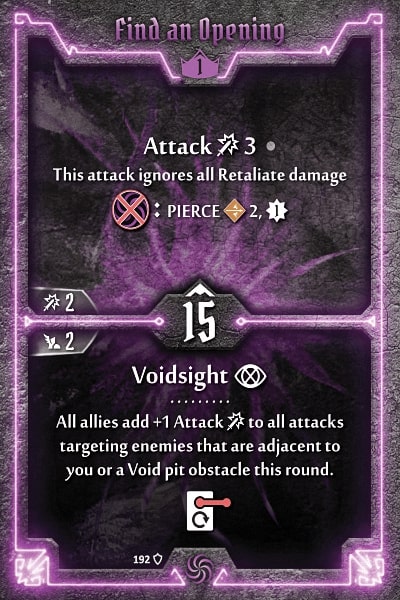 Find an Opening
1
Attack 3
This attack ignores all Retaliate damage
: PIERCE 2, 1
2
15
2
Voidsight
All allies add +1 Attack to all attacks
targeting enemies that are adjacent to
you or a Void pit obstacle this round.
192